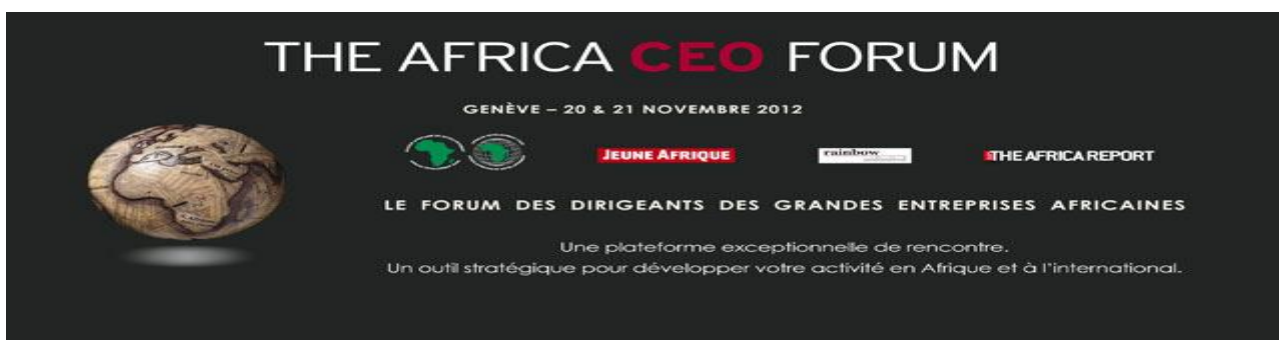 THE AFRICA CEO FORUM
GENÈVE – 20 & 21 NOVEMBRE 2012
JEUNE AFRIQUE
rainbow
THE AFRICA REPORT
LE FORUM DES DIRIGEANTS DES GRANDES ENTREPRISES AFRICAINES
Une plateforme exceptionnelle de rencontre.
Un outil stratégique pour développer votre activité en Afrique et à l'international.